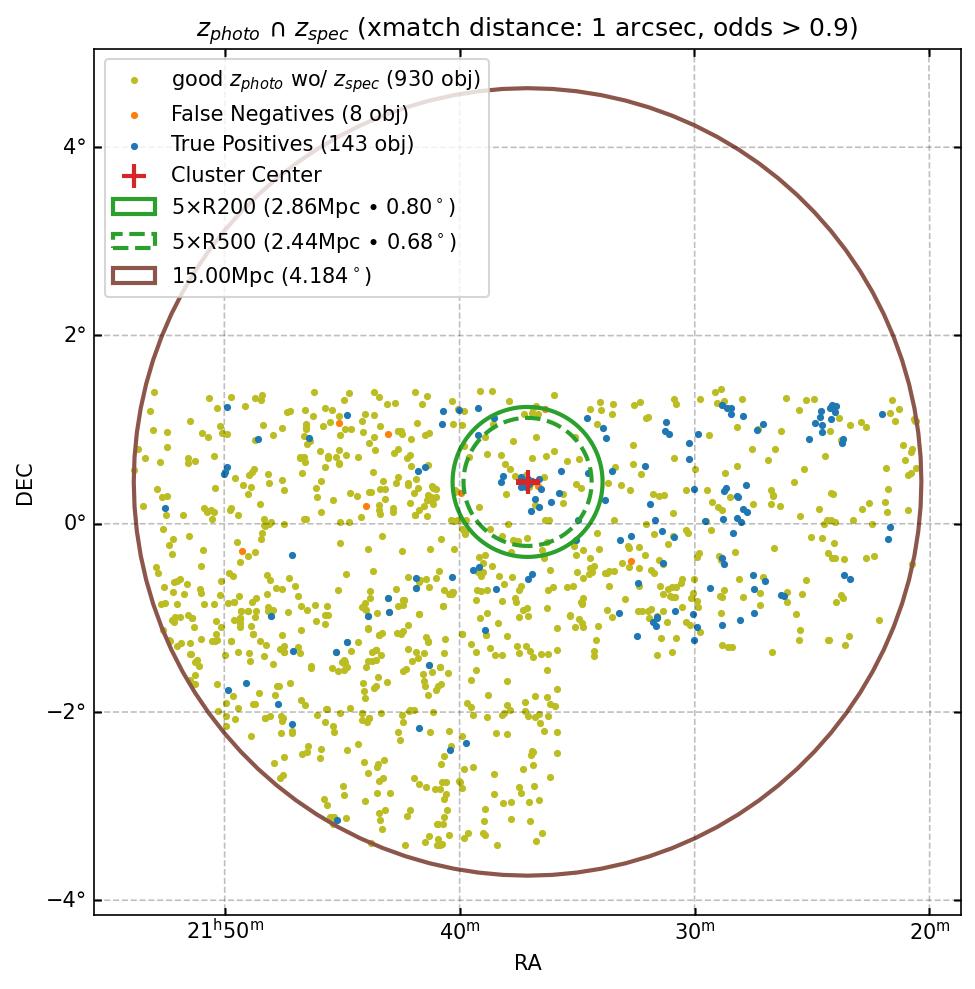 z_photo ∩ z_spec (xmatch distance: 1 arcsec, odds > 0.9)
good z_photo wo/ z_spec (930 obj)
False Negatives (8 obj)
True Positives (143 obj)
Cluster Center
5×R200 (2.86Mpc • 0.80°)
5×R500 (2.44Mpc • 0.68°)
15.00Mpc (4.184°)
4°
2°
0°
−2°
−4°
DEC
21h50m
40m
30m
20m
RA